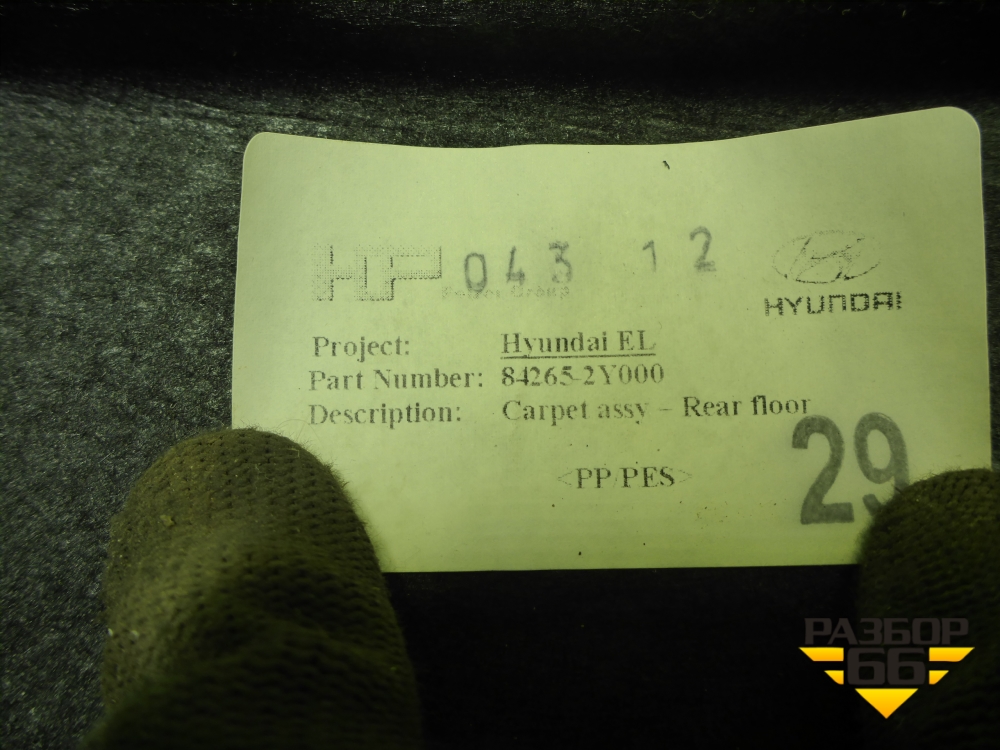 HP 043 12
HYUNDAI
Project: Hyundai EL
Part Number: 84265-2Y000
Description: Carpet assy – Rear floor
<PP/PES>
29
РАЗБОР
66